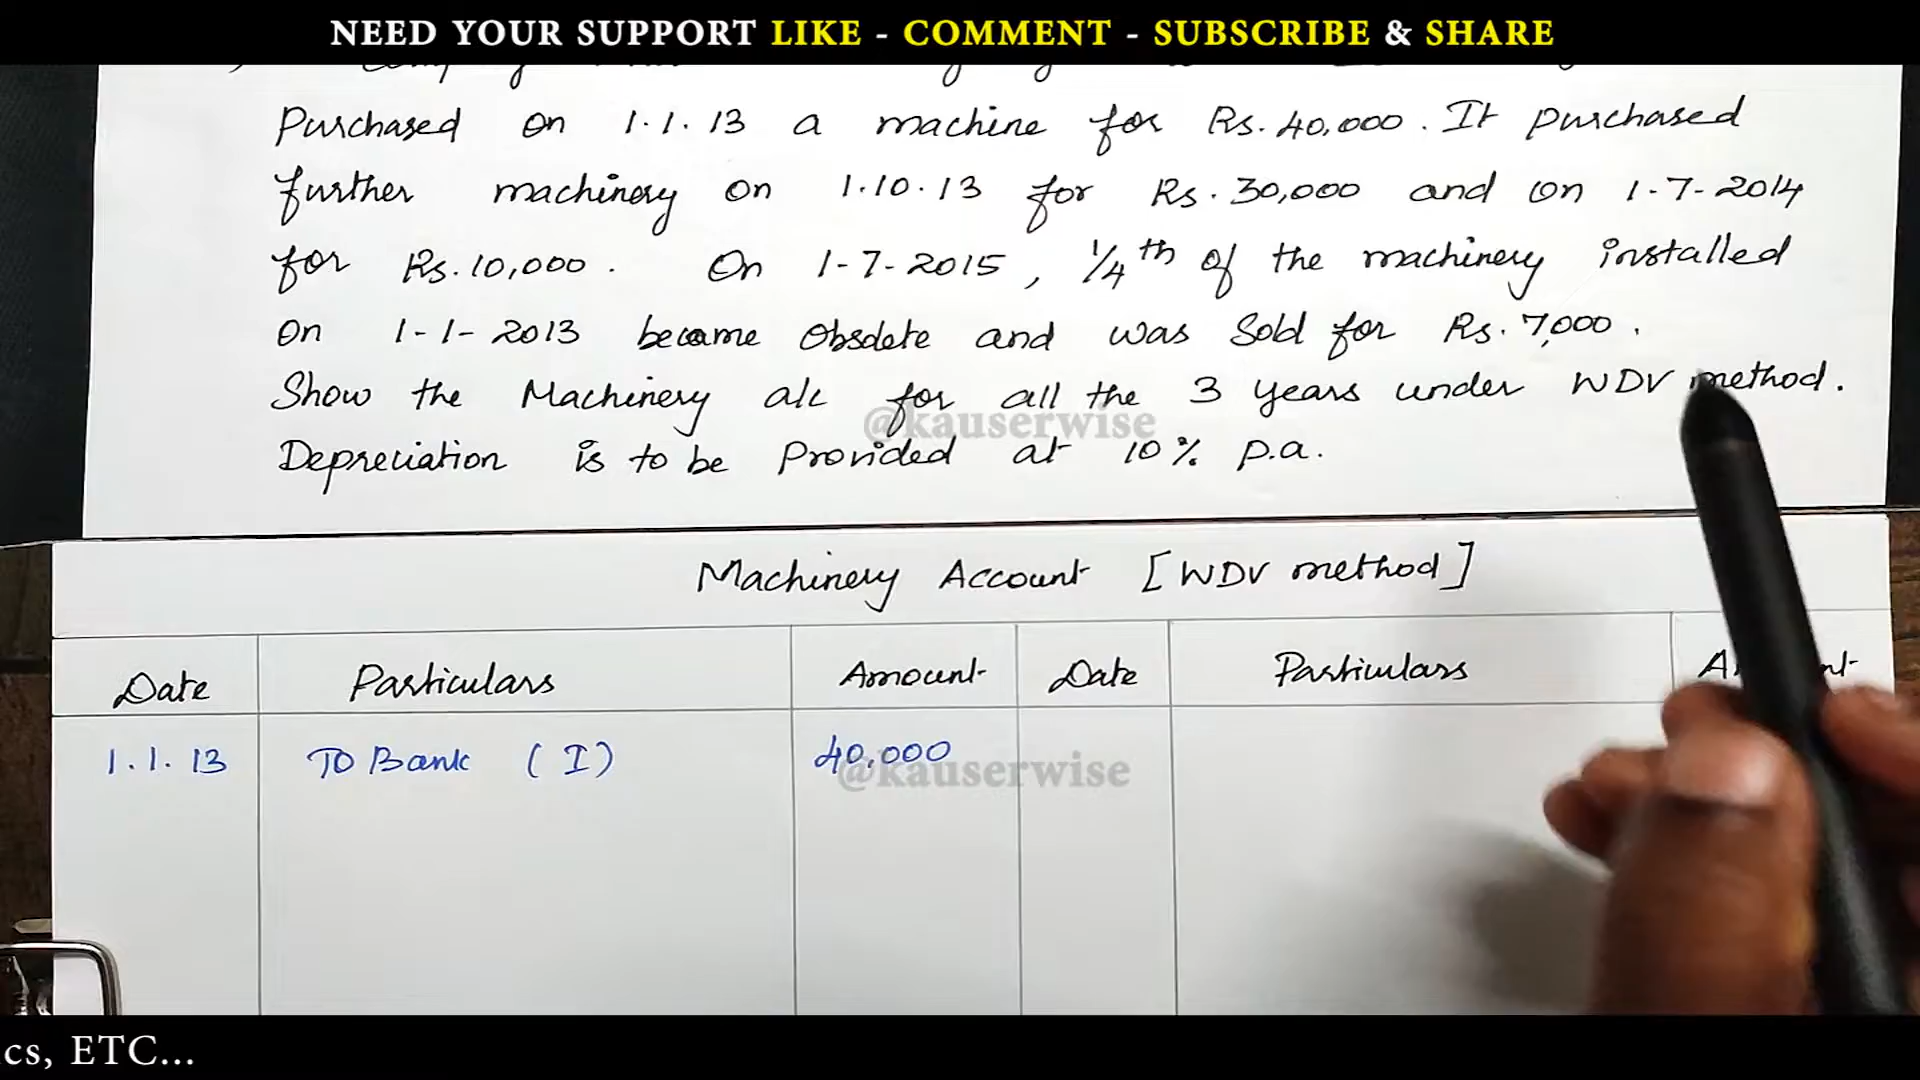 NEED YOUR SUPPORT LIKE - COMMENT - SUBSCRIBE & SHARE
Purchased on 1.1.13 a machine for Rs. 40,000. It purchased
further machinery on 1.10.13 for Rs. 30,000 and on 1-7-2014
for Rs. 10,000. On 1-7-2015, 1/4th of the machinery installed
on 1-1-2013 became obsolete and was sold for Rs. 7,000.
Show the Machinery a/c for all the 3 years under WDV method.
@kauserwise
Depreciation is to be provided at 10% p.a.
Machinery Account [WDV method]
Date Particulars Amount Date Particulars
1.1.13 TO Bank (I) 40,000
@kauserwise
cs, ETC...